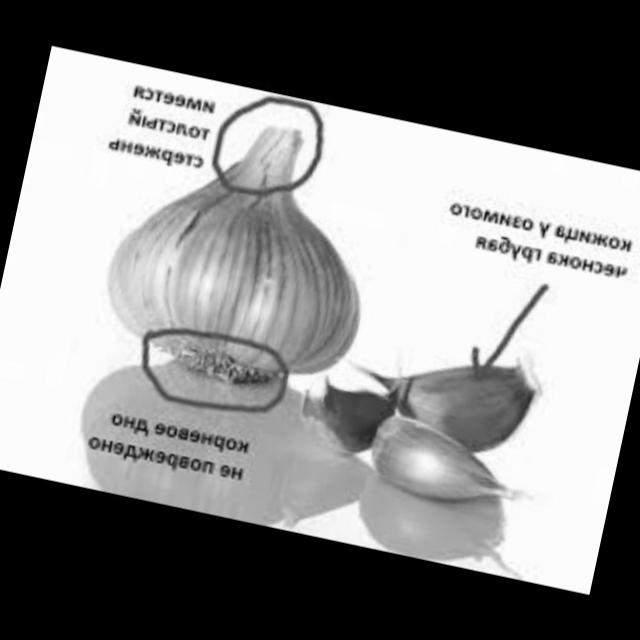 имеется
толстый
стержень
кожица у озимого
чеснока грубая
корневое дно
не повреждено